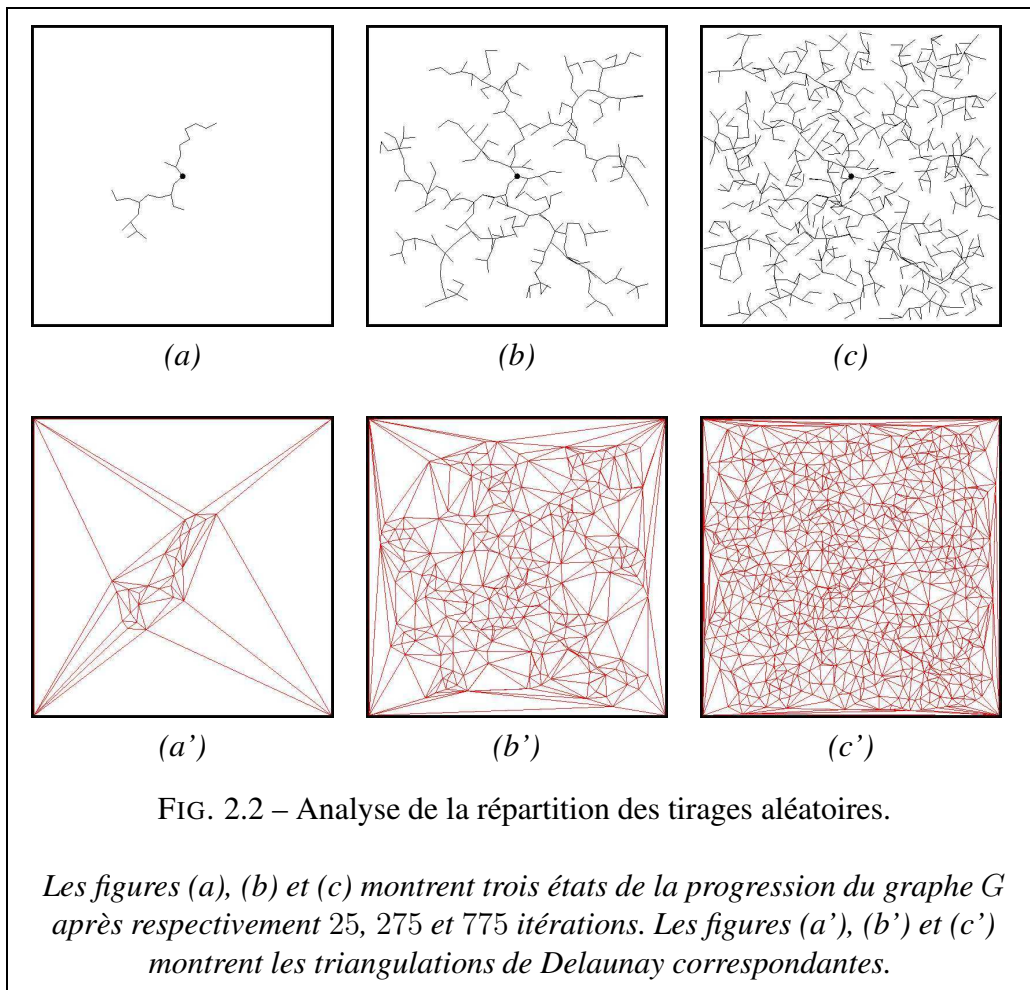 (a) (b) (c)
(a') (b') (c')
FIG. 2.2 – Analyse de la répartition des tirages aléatoires.
Les figures (a), (b) et (c) montrent trois états de la progression du graphe G
après respectivement 25, 275 et 775 itérations. Les figures (a'), (b') et (c')
montrent les triangulations de Delaunay correspondantes.